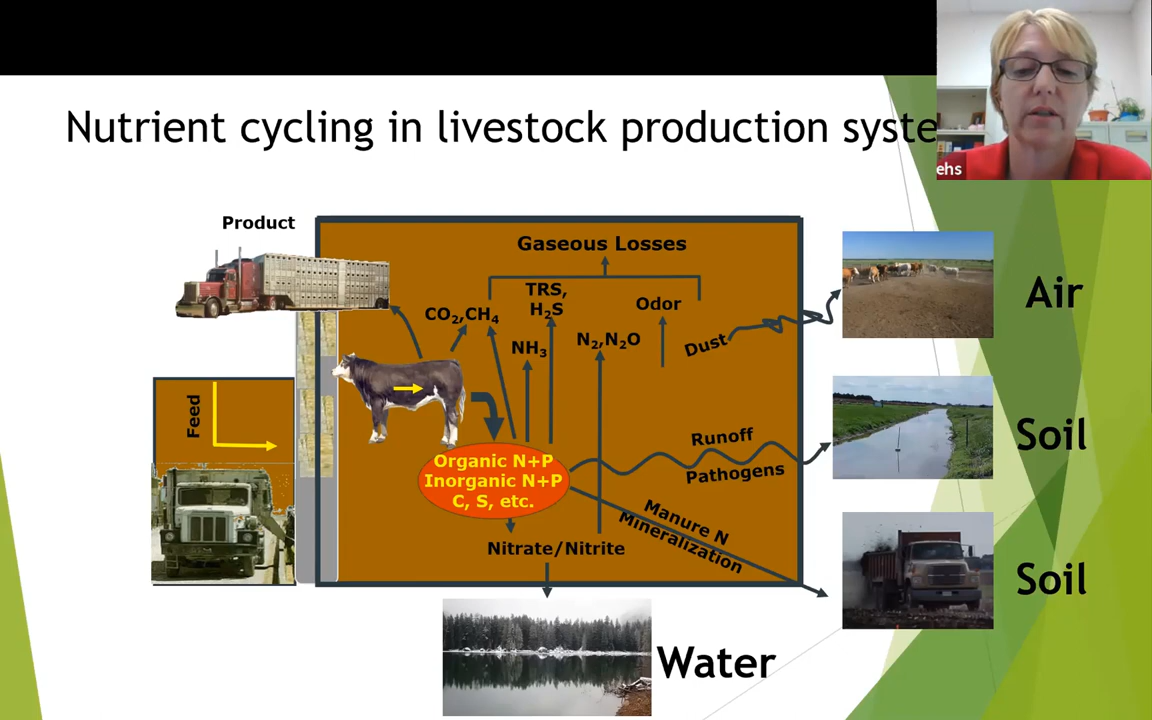 Nutrient cycling in livestock production syste
ehs
Product
Gaseous Losses
TRS,
H₂S
CO₂,CH₄
Odor
NH₃
N₂,N₂O
Dust
Air
Feed
Organic N+P
Inorganic N+P
C, S, etc.
Runoff
Pathogens
Soil
Manure N
Mineralization
Nitrate/Nitrite
Soil
Water